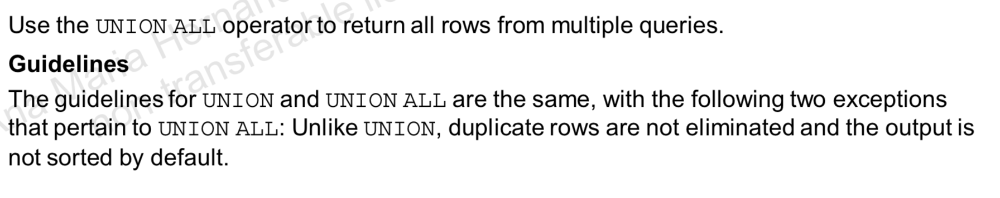 Use the UNION ALL operator to return all rows from multiple queries.
Guidelines
The guidelines for UNION and UNION ALL are the same, with the following two exceptions
that pertain to UNION ALL: Unlike UNION, duplicate rows are not eliminated and the output is
not sorted by default.
Maria
transferable